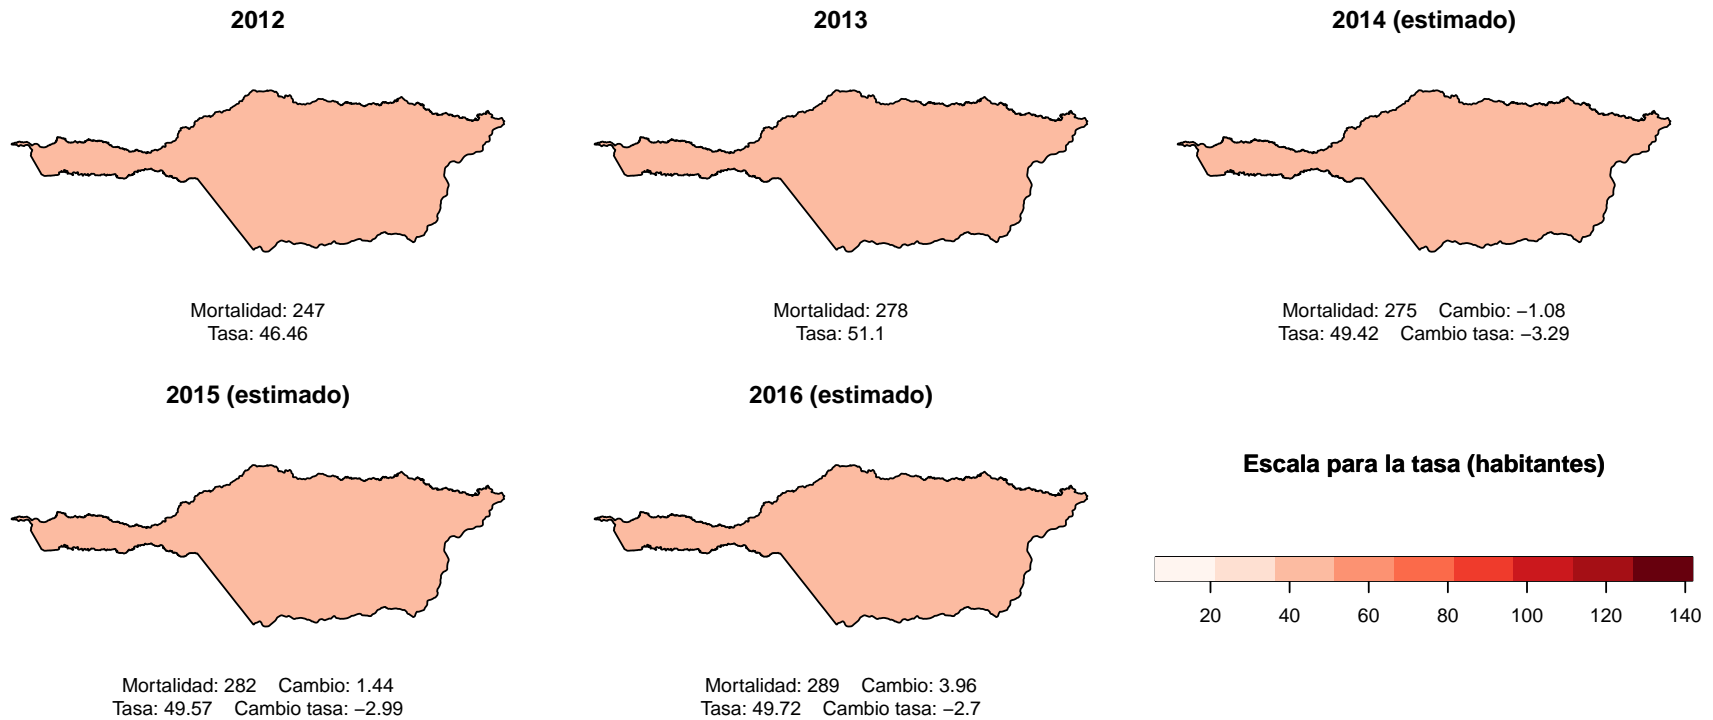 2012
2013
2014 (estimado)
Mortalidad: 247
Tasa: 46.46
Mortalidad: 278
Tasa: 51.1
Mortalidad: 275 Cambio: −1.08
Tasa: 49.42 Cambio tasa: −3.29
2015 (estimado)
2016 (estimado)
Escala para la tasa (habitantes)
20 40 60 80 100 120 140
Mortalidad: 282 Cambio: 1.44
Tasa: 49.57 Cambio tasa: −2.99
Mortalidad: 289 Cambio: 3.96
Tasa: 49.72 Cambio tasa: −2.7